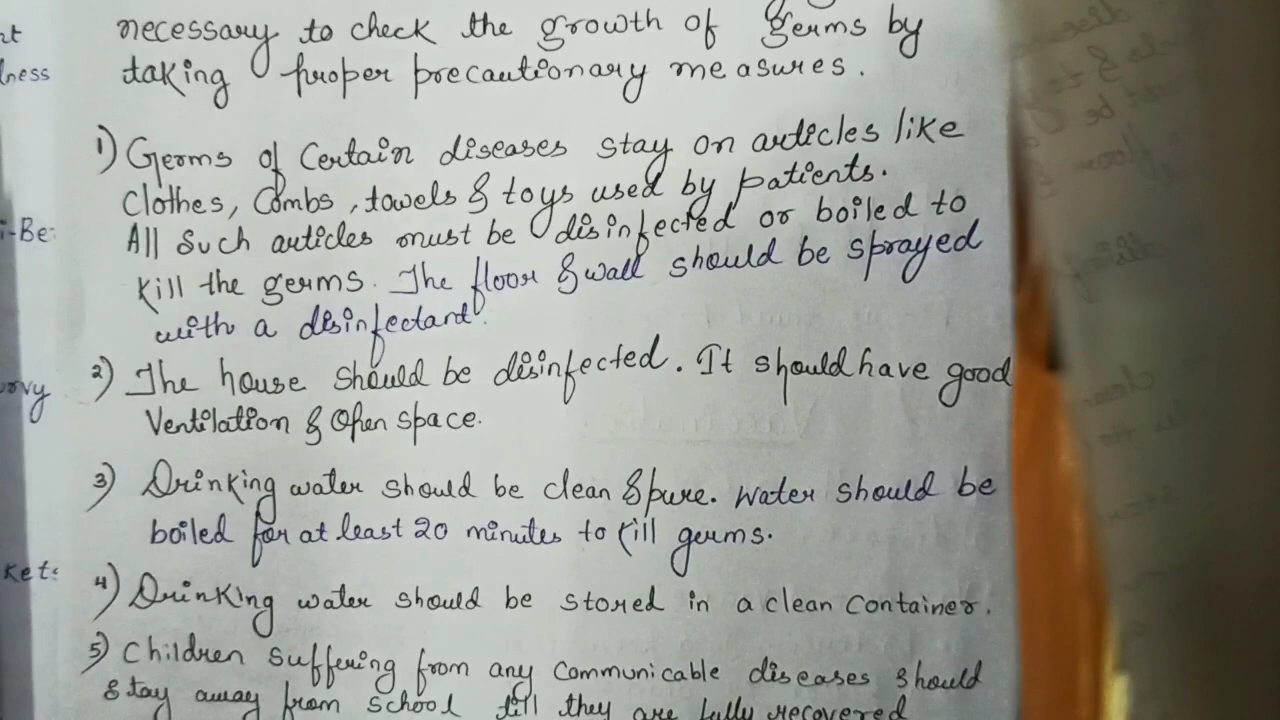 necessary to check the growth of germs by
taking proper precautionary measures.
1) Germs of Certain diseases stay on articles like
Clothes, Combs, towels & toys used by patients.
All Such articles must be disinfected or boiled to
Kill the germs. The floor & wall should be sprayed
with a disinfectant.
2) The house should be disinfected. It should have good
Ventilation & Open space.
3) Drinking water should be clean & pure. Water should be
boiled for at least 20 minutes to kill germs.
4) Drinking water should be stored in a clean Container.
5) Children suffering from any Communicable diseases should
stay away from school till they are fully recovered